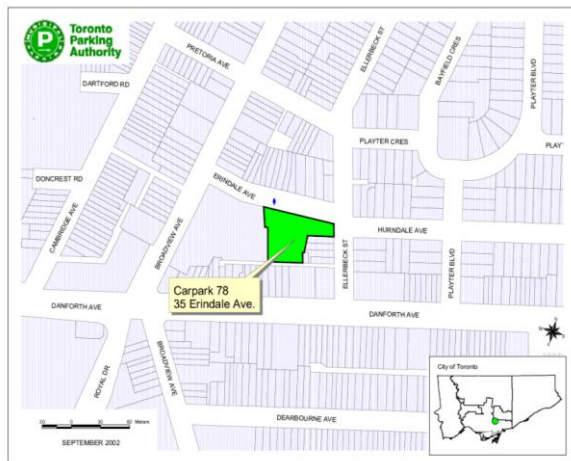 Toronto
Parking
Authority
PRETORIA AVE
DARTFORD RD
ELLERBECK ST
BAYFIELD CRES
PLAYTER BLVD
PLAYTER CRES
PLAYT
DONCREST RD
CAMBRIDGE AVE
BROADVIEW AVE
ERINDALE AVE
HURNDALE AVE
ELLERBECK ST
PLAYTER BLVD
Carpark 78
35 Erindale Ave.
DANFORTH AVE
DANFORTH AVE
ROYAL DR
BROADVIEW AVE
DEARBOURNE AVE
City of Toronto
Meters
SEPTEMBER 2002